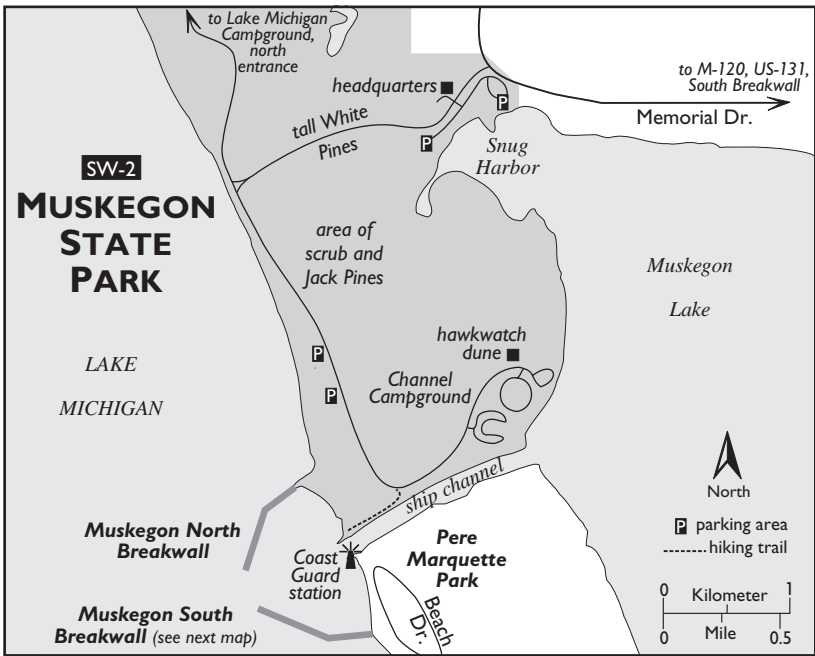 to Lake Michigan
Campground,
north
entrance
headquarters
to M-120, US-131,
South Breakwall
Memorial Dr.
tall White
Pines
P
P
Snug
Harbor
SW-2
MUSKEGON
STATE
PARK
area of
scrub and
Jack Pines
Muskegon
Lake
hawkwatch
dune
P
P
LAKE
MICHIGAN
Channel
Campground
ship channel
North
P parking area
hiking trail
Muskegon North
Breakwall
Coast
Guard
station
Pere
Marquette
Park
Beach
Dr.
Muskegon South
Breakwall (see next map)
0 Kilometer 1
0 Mile 0.5